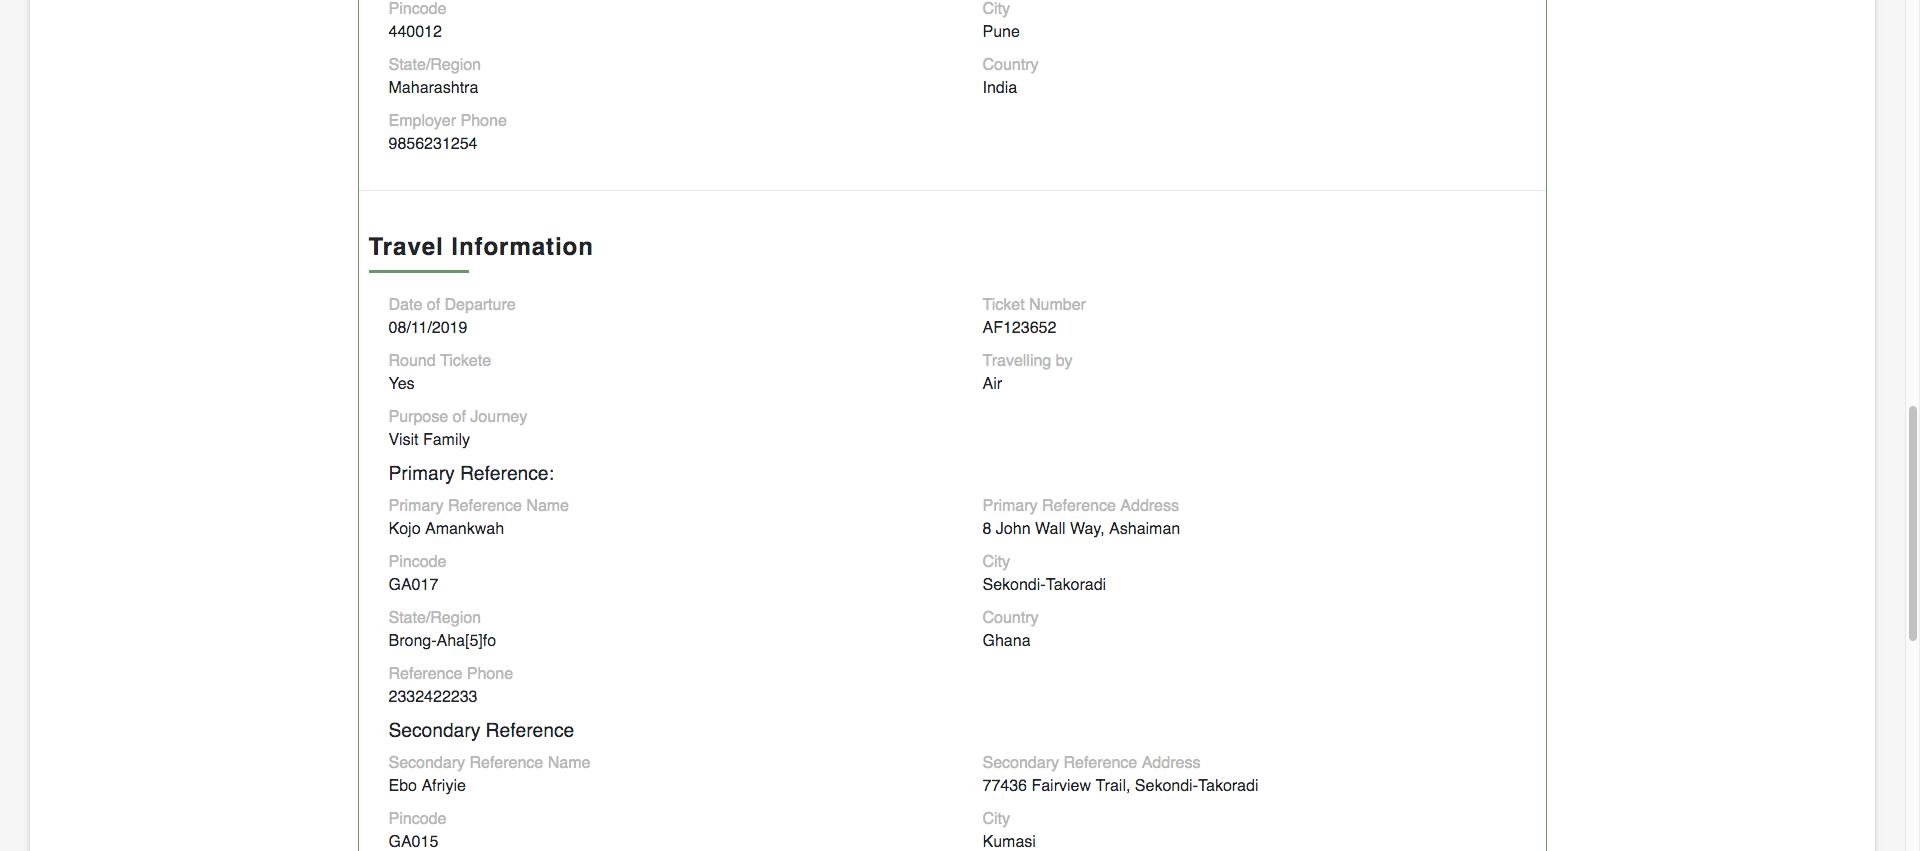 Pincode City
440012 Pune
State/Region Country
Maharashtra India
Employer Phone
9856231254
Travel Information
Date of Departure Ticket Number
08/11/2019 AF123652
Round Tickete Travelling by
Yes Air
Purpose of Journey
Visit Family
Primary Reference:
Primary Reference Name Primary Reference Address
Kojo Amankwah 8 John Wall Way, Ashaiman
Pincode City
GA017 Sekondi-Takoradi
State/Region Country
Brong-Aha[5]fo Ghana
Reference Phone
2332422233
Secondary Reference
Secondary Reference Name Secondary Reference Address
Ebo Afriyie 77436 Fairview Trail, Sekondi-Takoradi
Pincode City
GA015 Kumasi